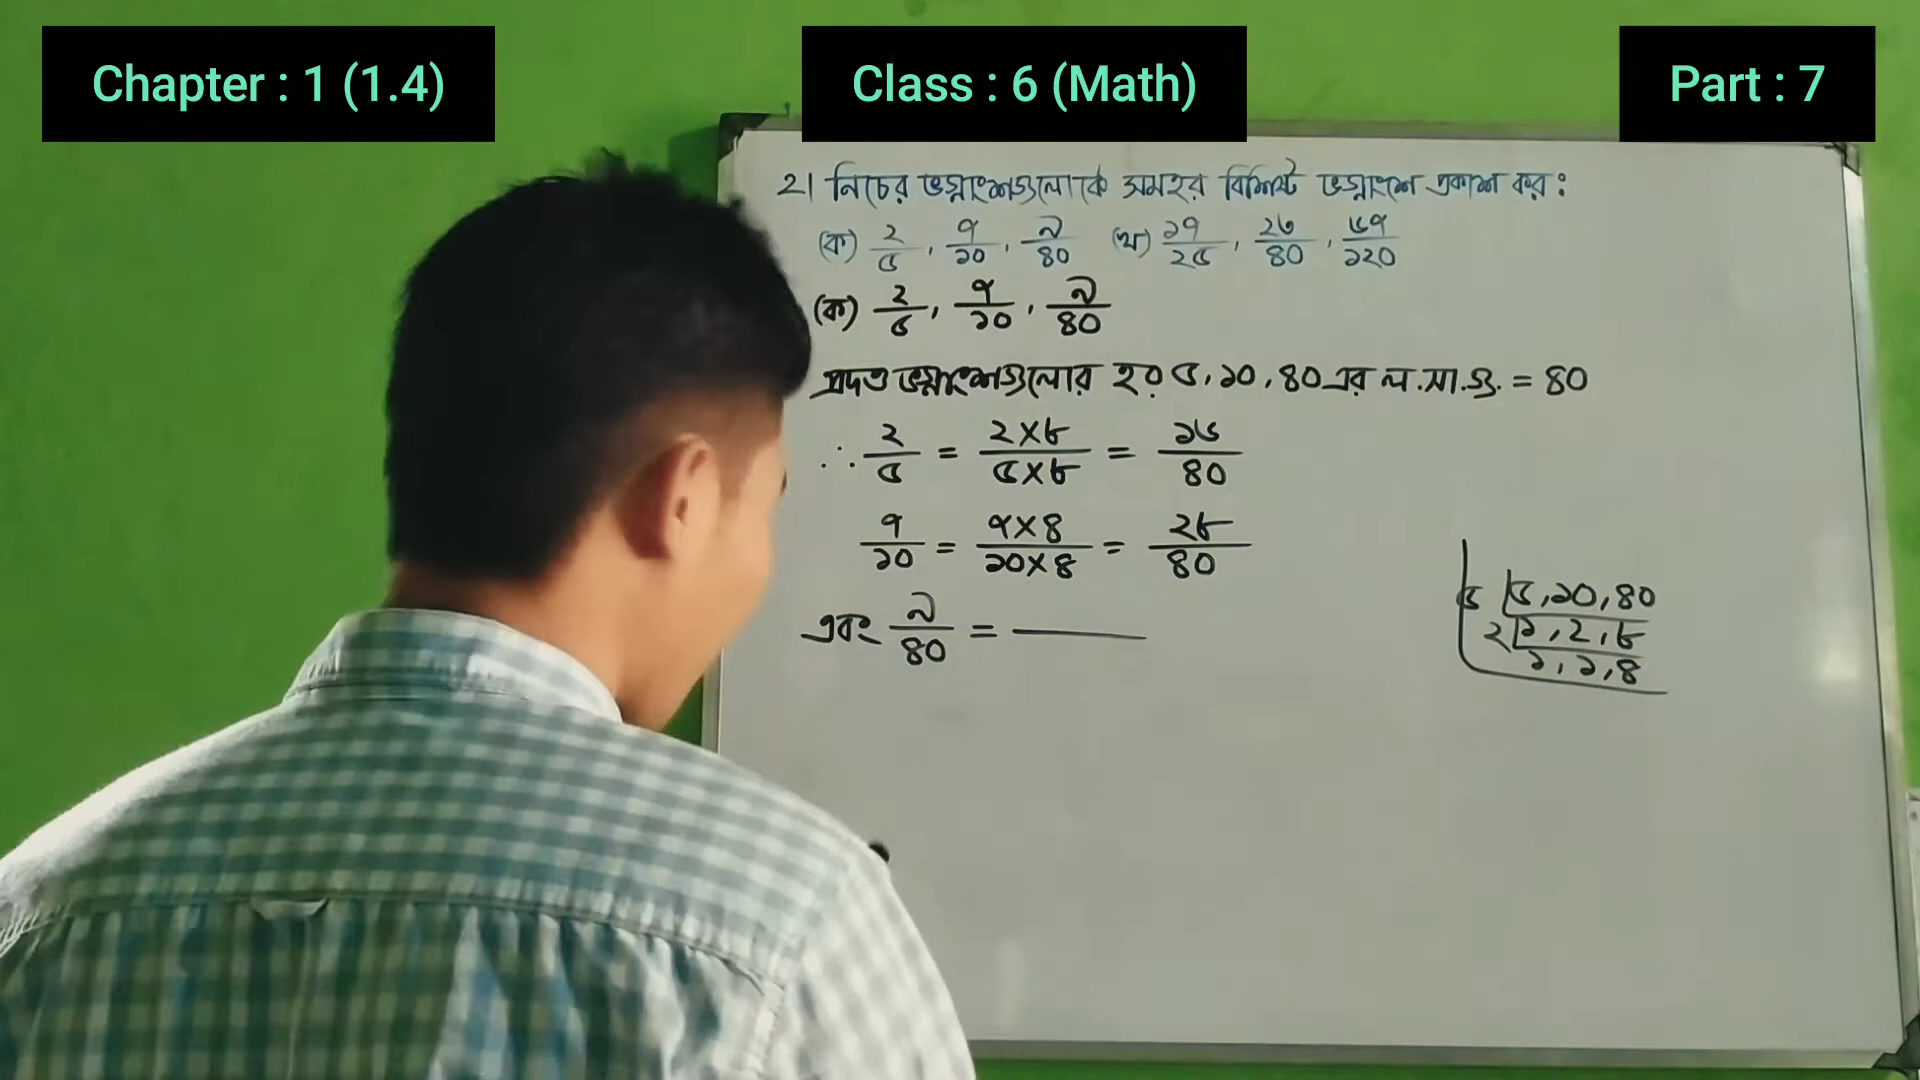 Chapter : 1 (1.4)
Class : 6 (Math)
Part : 7
২। নিচের ভগ্নাংশগুলোকে সমহর বিশিষ্ট ভগ্নাংশে প্রকাশ কর :
(ক) ২/৫, ৭/১০, ৯/৪০ (খ) ১৭/২৫, ২৩/৪০, ৬৭/১২০
(ক) ২/৫, ৭/১০, ৯/৪০
প্রদত্ত ভগ্নাংশগুলোর হর ৫, ১০, ৪০ এর ল.সা.গু. = ৪০
∴ ২/৫ = ২×৮/৫×৮ = ১৬/৪০
৭/১০ = ৭×৪/১০×৪ = ২৮/৪০
এবং ৯/৪০ =
৫ | ৫, ১০, ৪০
২ | ১, ২, ৮
১, ১, ৪